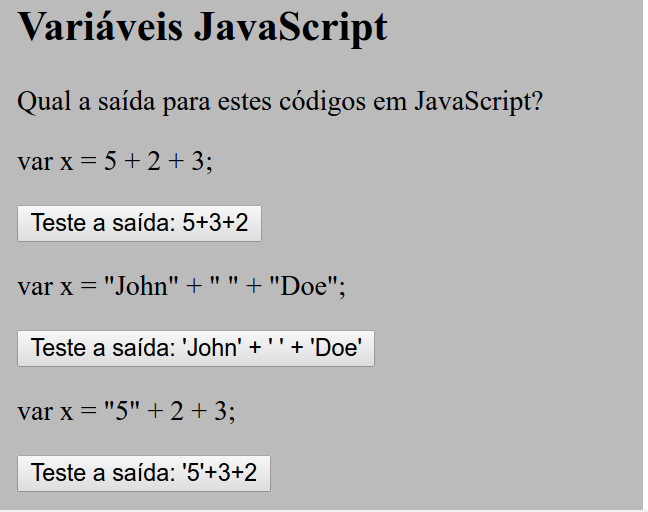 Variáveis JavaScript
Qual a saída para estes códigos em JavaScript?
var x = 5 + 2 + 3;
Teste a saída: 5+3+2
var x = "John" + " " + "Doe";
Teste a saída: 'John' + ' ' + 'Doe'
var x = "5" + 2 + 3;
Teste a saída: '5'+3+2